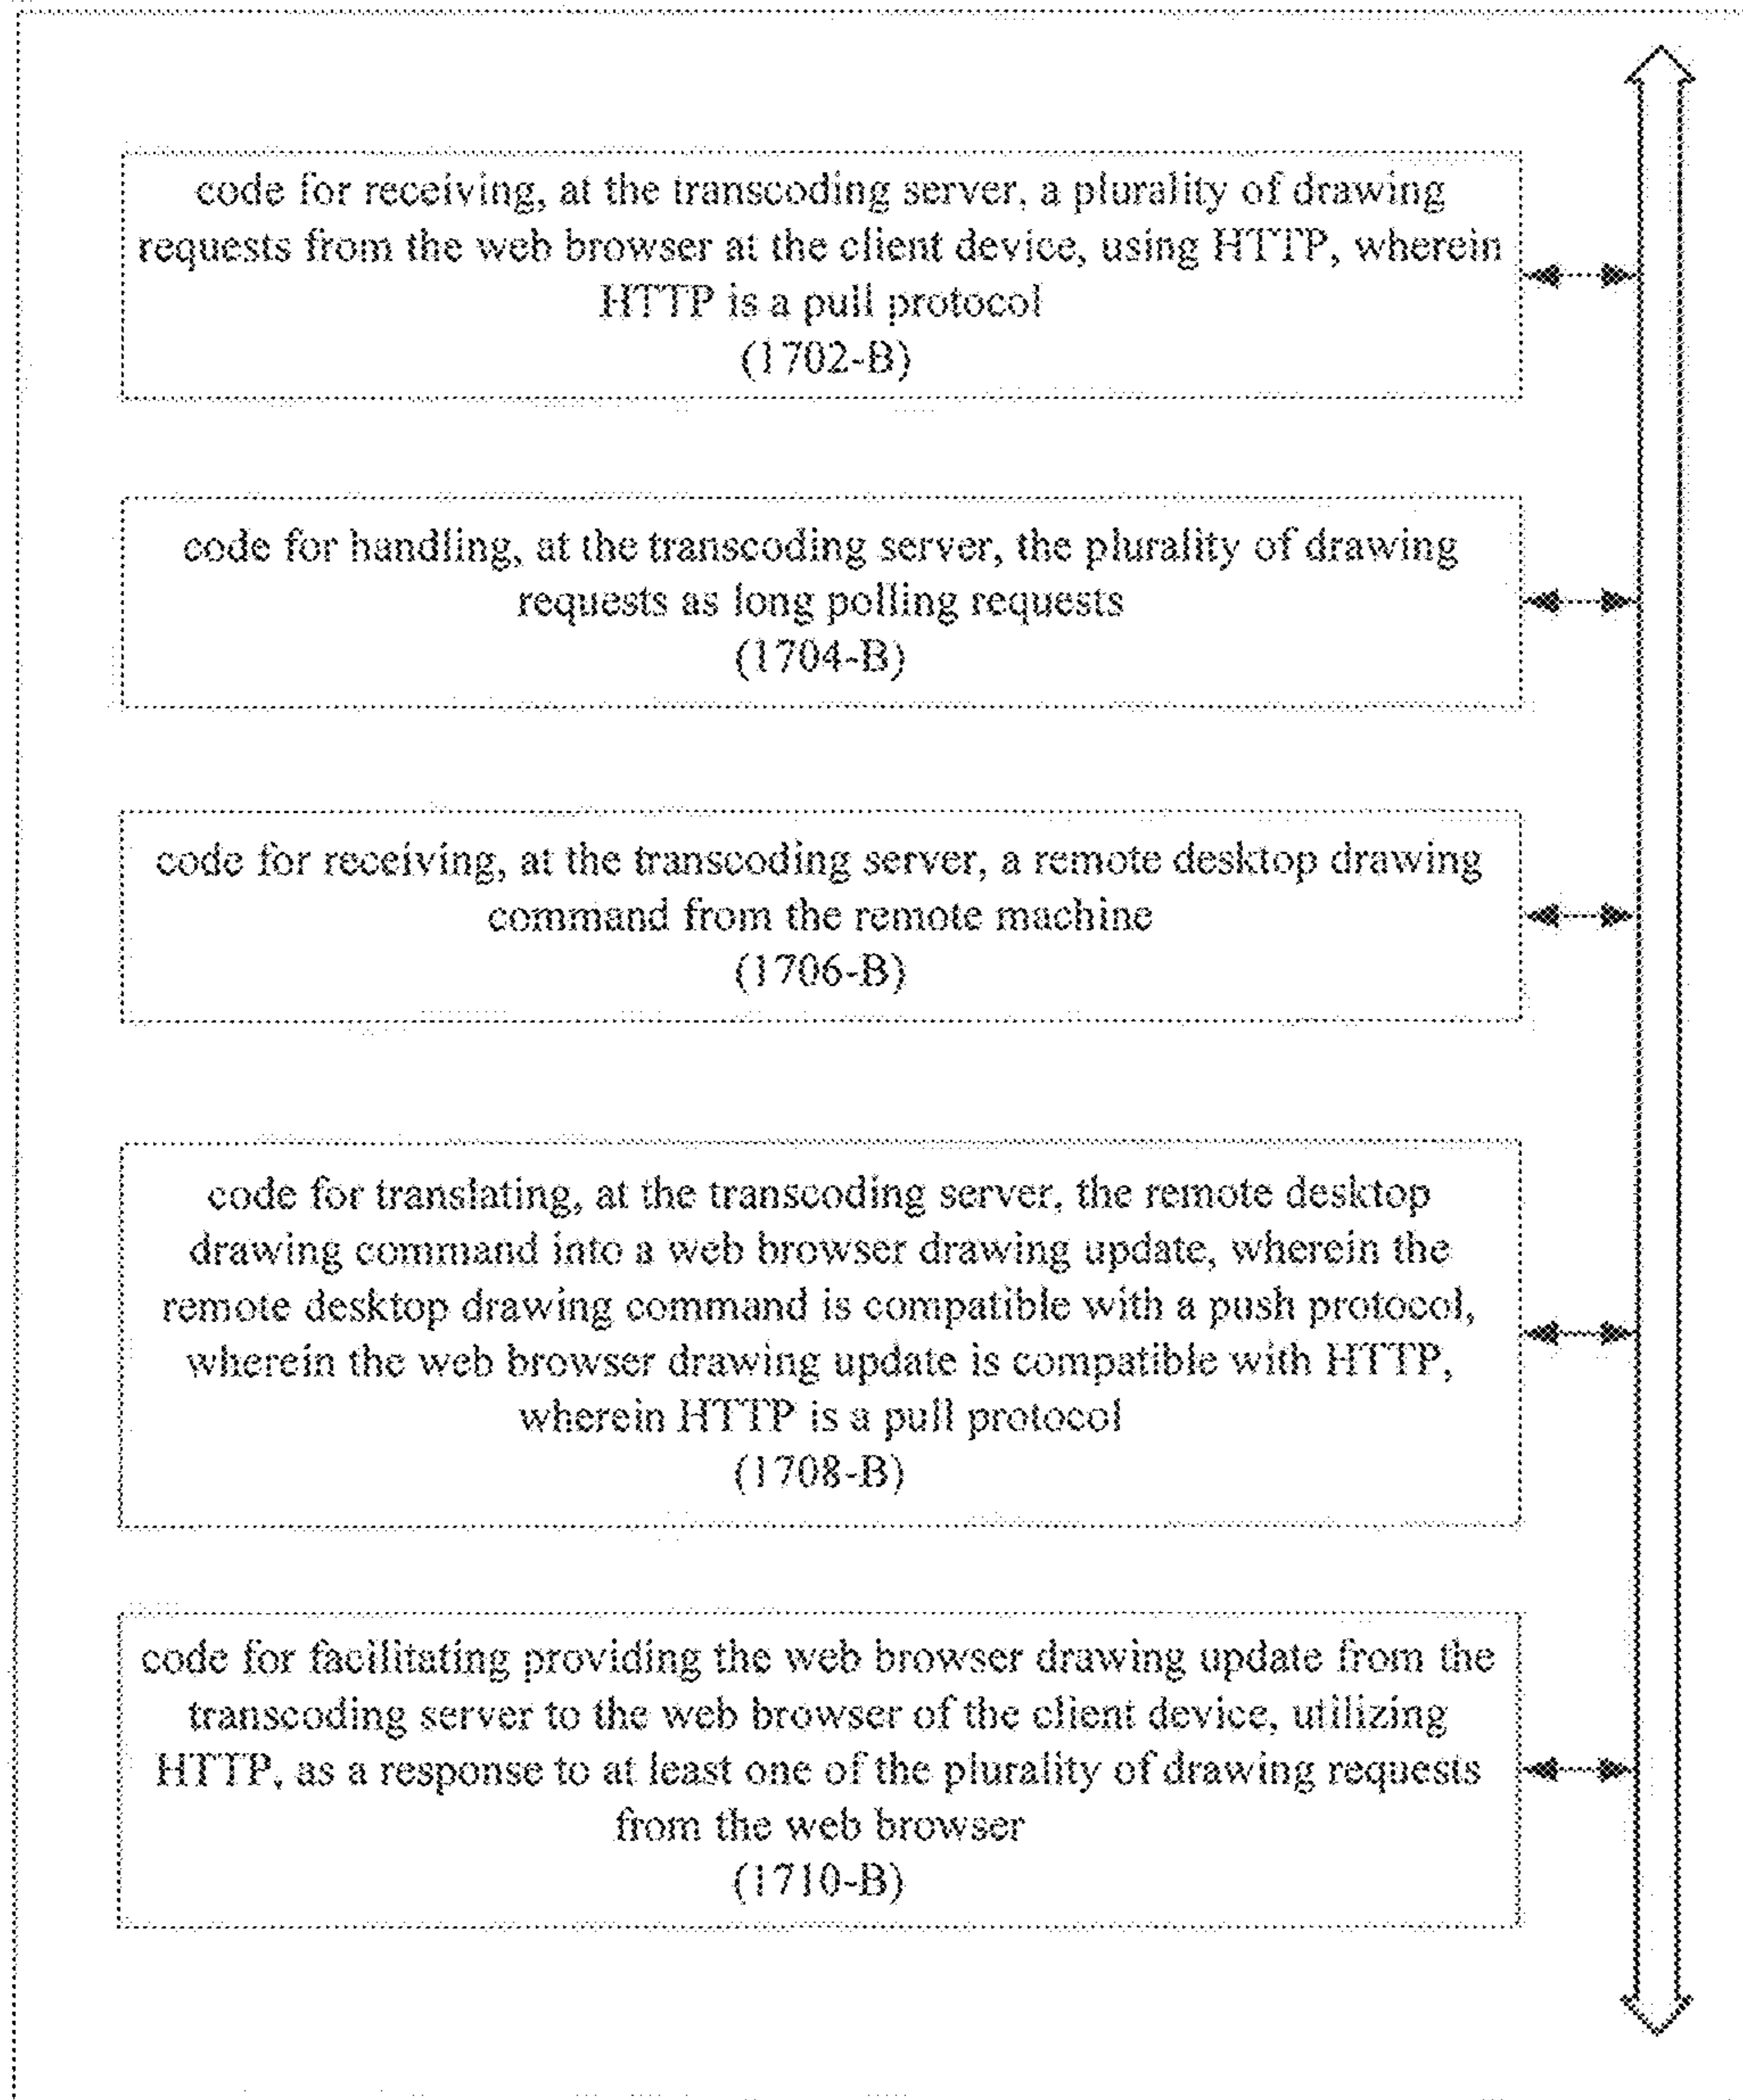 code for receiving, at the transcoding server, a plurality of drawing
requests from the web browser at the client device, using HTTP, wherein
HTTP is a pull protocol
(1702-B)
code for handling, at the transcoding server, the plurality of drawing
requests as long polling requests
(1704-B)
code for receiving, at the transcoding server, a remote desktop drawing
command from the remote machine
(1706-B)
code for translating, at the transcoding server, the remote desktop
drawing command into a web browser drawing update, wherein the
remote desktop drawing command is compatible with a push protocol,
wherein the web browser drawing update is compatible with HTTP,
wherein HTTP is a pull protocol
(1708-B)
code for facilitating providing the web browser drawing update from the
transcoding server to the web browser of the client device, utilizing
HTTP, as a response to at least one of the plurality of drawing requests
from the web browser
(1710-B)